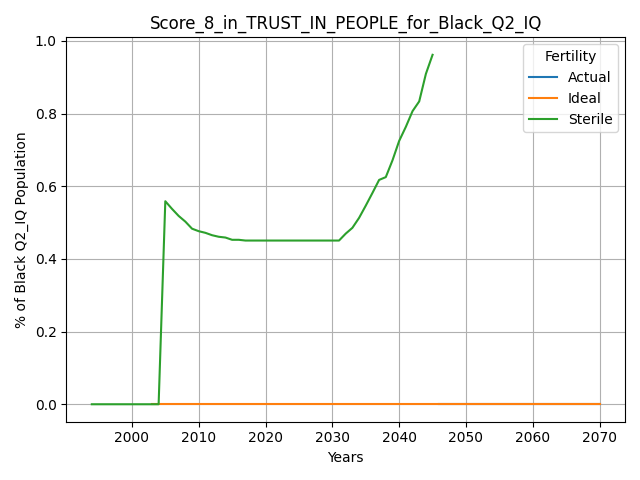 Score_8_in_TRUST_IN_PEOPLE_for_Black_Q2_IQ
1.0
0.8
0.6
0.4
0.2
0.0
% of Black Q2_IQ Population
Fertility
Actual
Ideal
Sterile
2000 2010 2020 2030 2040 2050 2060 2070
Years